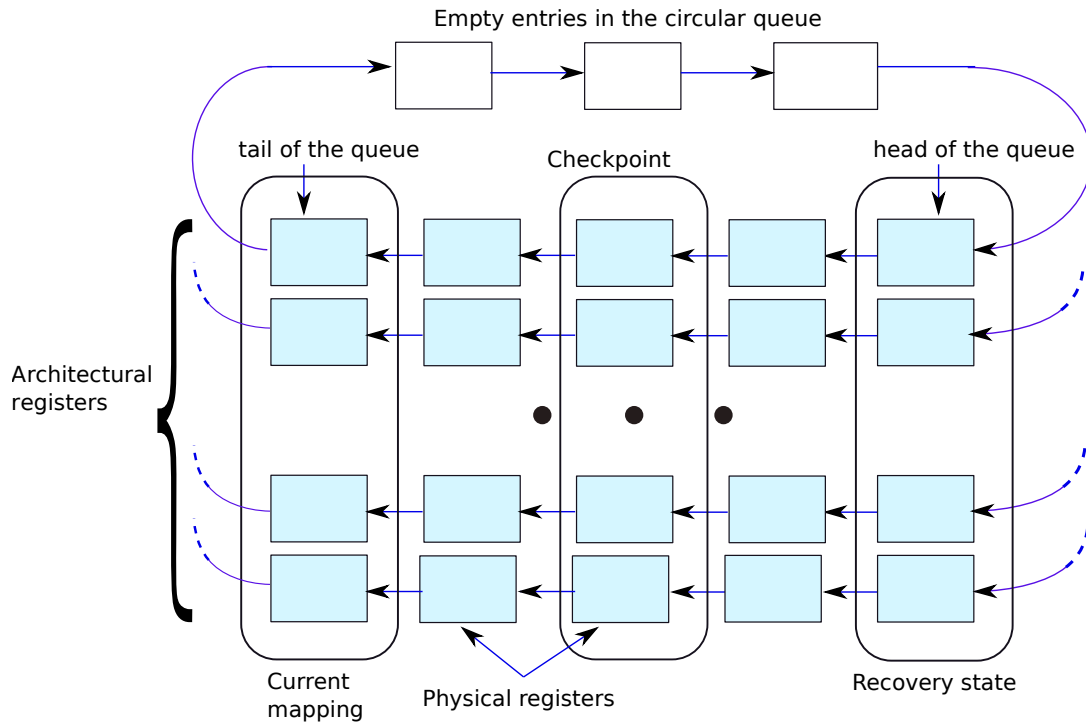 Empty entries in the circular queue
tail of the queue
Checkpoint
head of the queue
Architectural
registers
Current
mapping
Physical registers
Recovery state